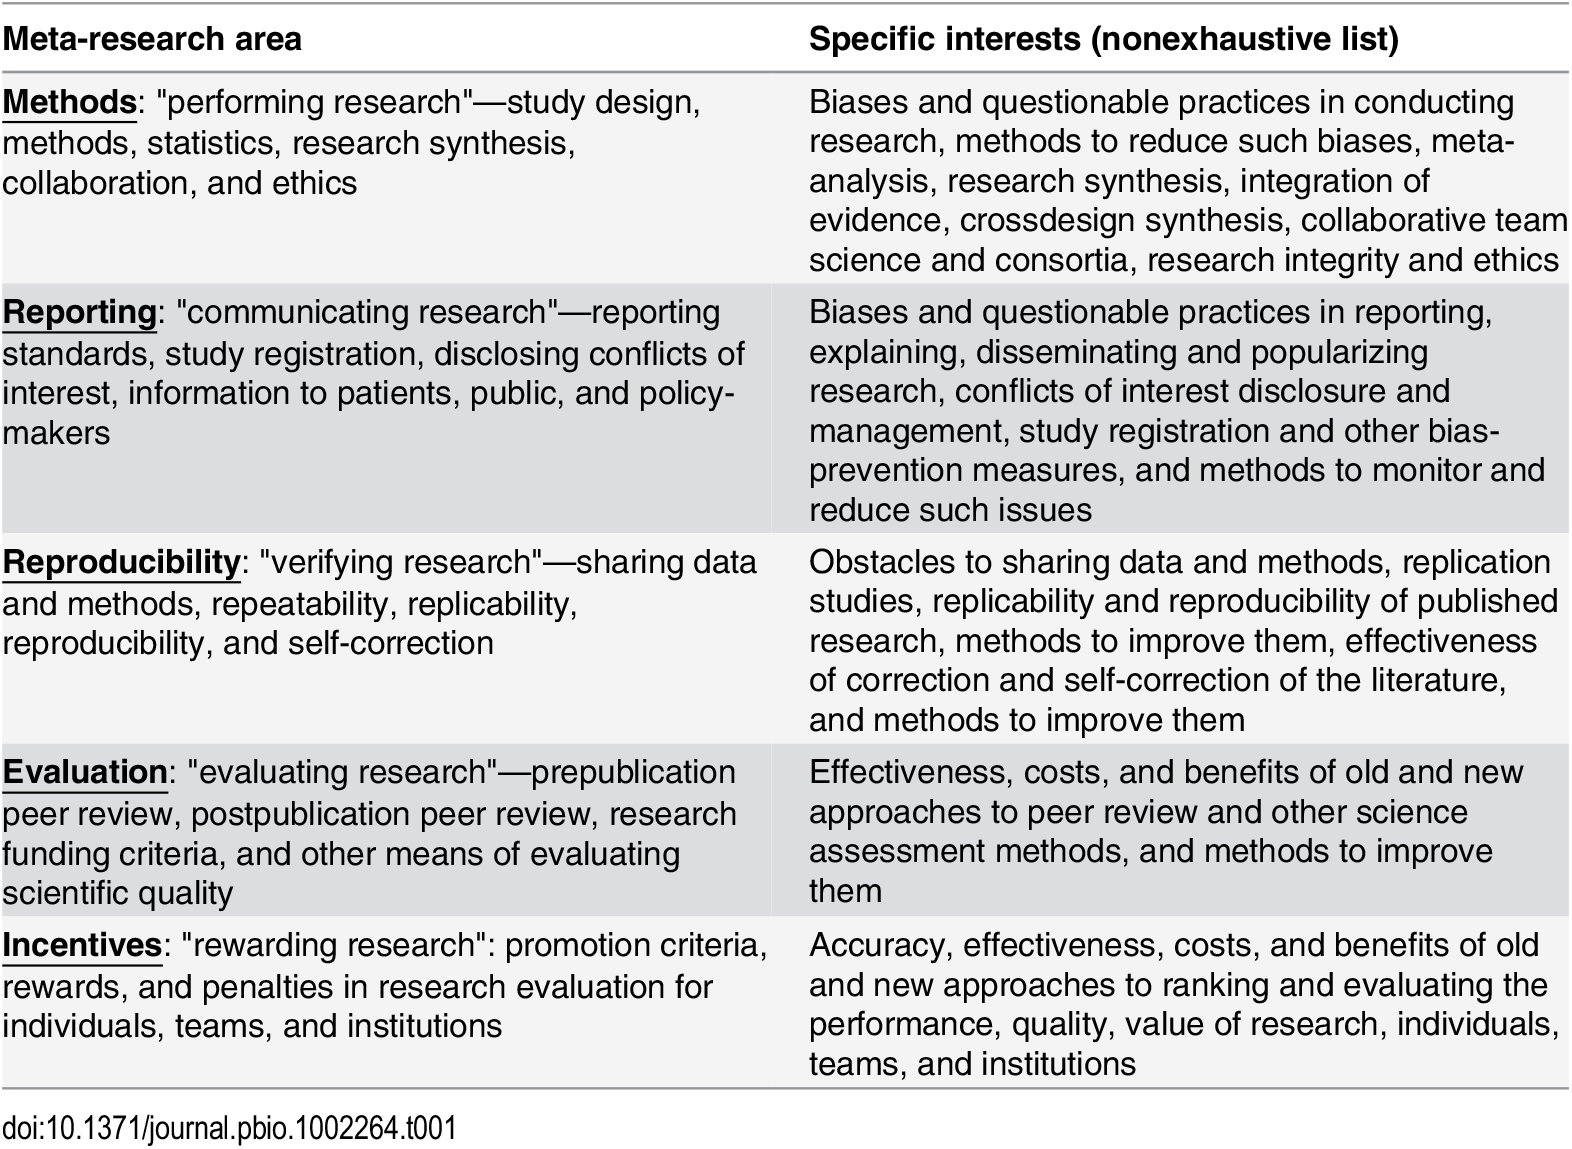 Meta-research area
Specific interests (nonexhaustive list)
Methods: "performing research"—study design,
methods, statistics, research synthesis,
collaboration, and ethics
Biases and questionable practices in conducting
research, methods to reduce such biases, meta-
analysis, research synthesis, integration of
evidence, crossdesign synthesis, collaborative team
science and consortia, research integrity and ethics
Reporting: "communicating research"—reporting
standards, study registration, disclosing conflicts of
interest, information to patients, public, and policy-
makers
Biases and questionable practices in reporting,
explaining, disseminating and popularizing
research, conflicts of interest disclosure and
management, study registration and other bias-
prevention measures, and methods to monitor and
reduce such issues
Reproducibility: "verifying research"—sharing data
and methods, repeatability, replicability,
reproducibility, and self-correction
Obstacles to sharing data and methods, replication
studies, replicability and reproducibility of published
research, methods to improve them, effectiveness
of correction and self-correction of the literature,
and methods to improve them
Evaluation: "evaluating research"—prepublication
peer review, postpublication peer review, research
funding criteria, and other means of evaluating
scientific quality
Effectiveness, costs, and benefits of old and new
approaches to peer review and other science
assessment methods, and methods to improve
them
Incentives: "rewarding research": promotion criteria,
rewards, and penalties in research evaluation for
individuals, teams, and institutions
Accuracy, effectiveness, costs, and benefits of old
and new approaches to ranking and evaluating the
performance, quality, value of research, individuals,
teams, and institutions
doi:10.1371/journal.pbio.1002264.t001